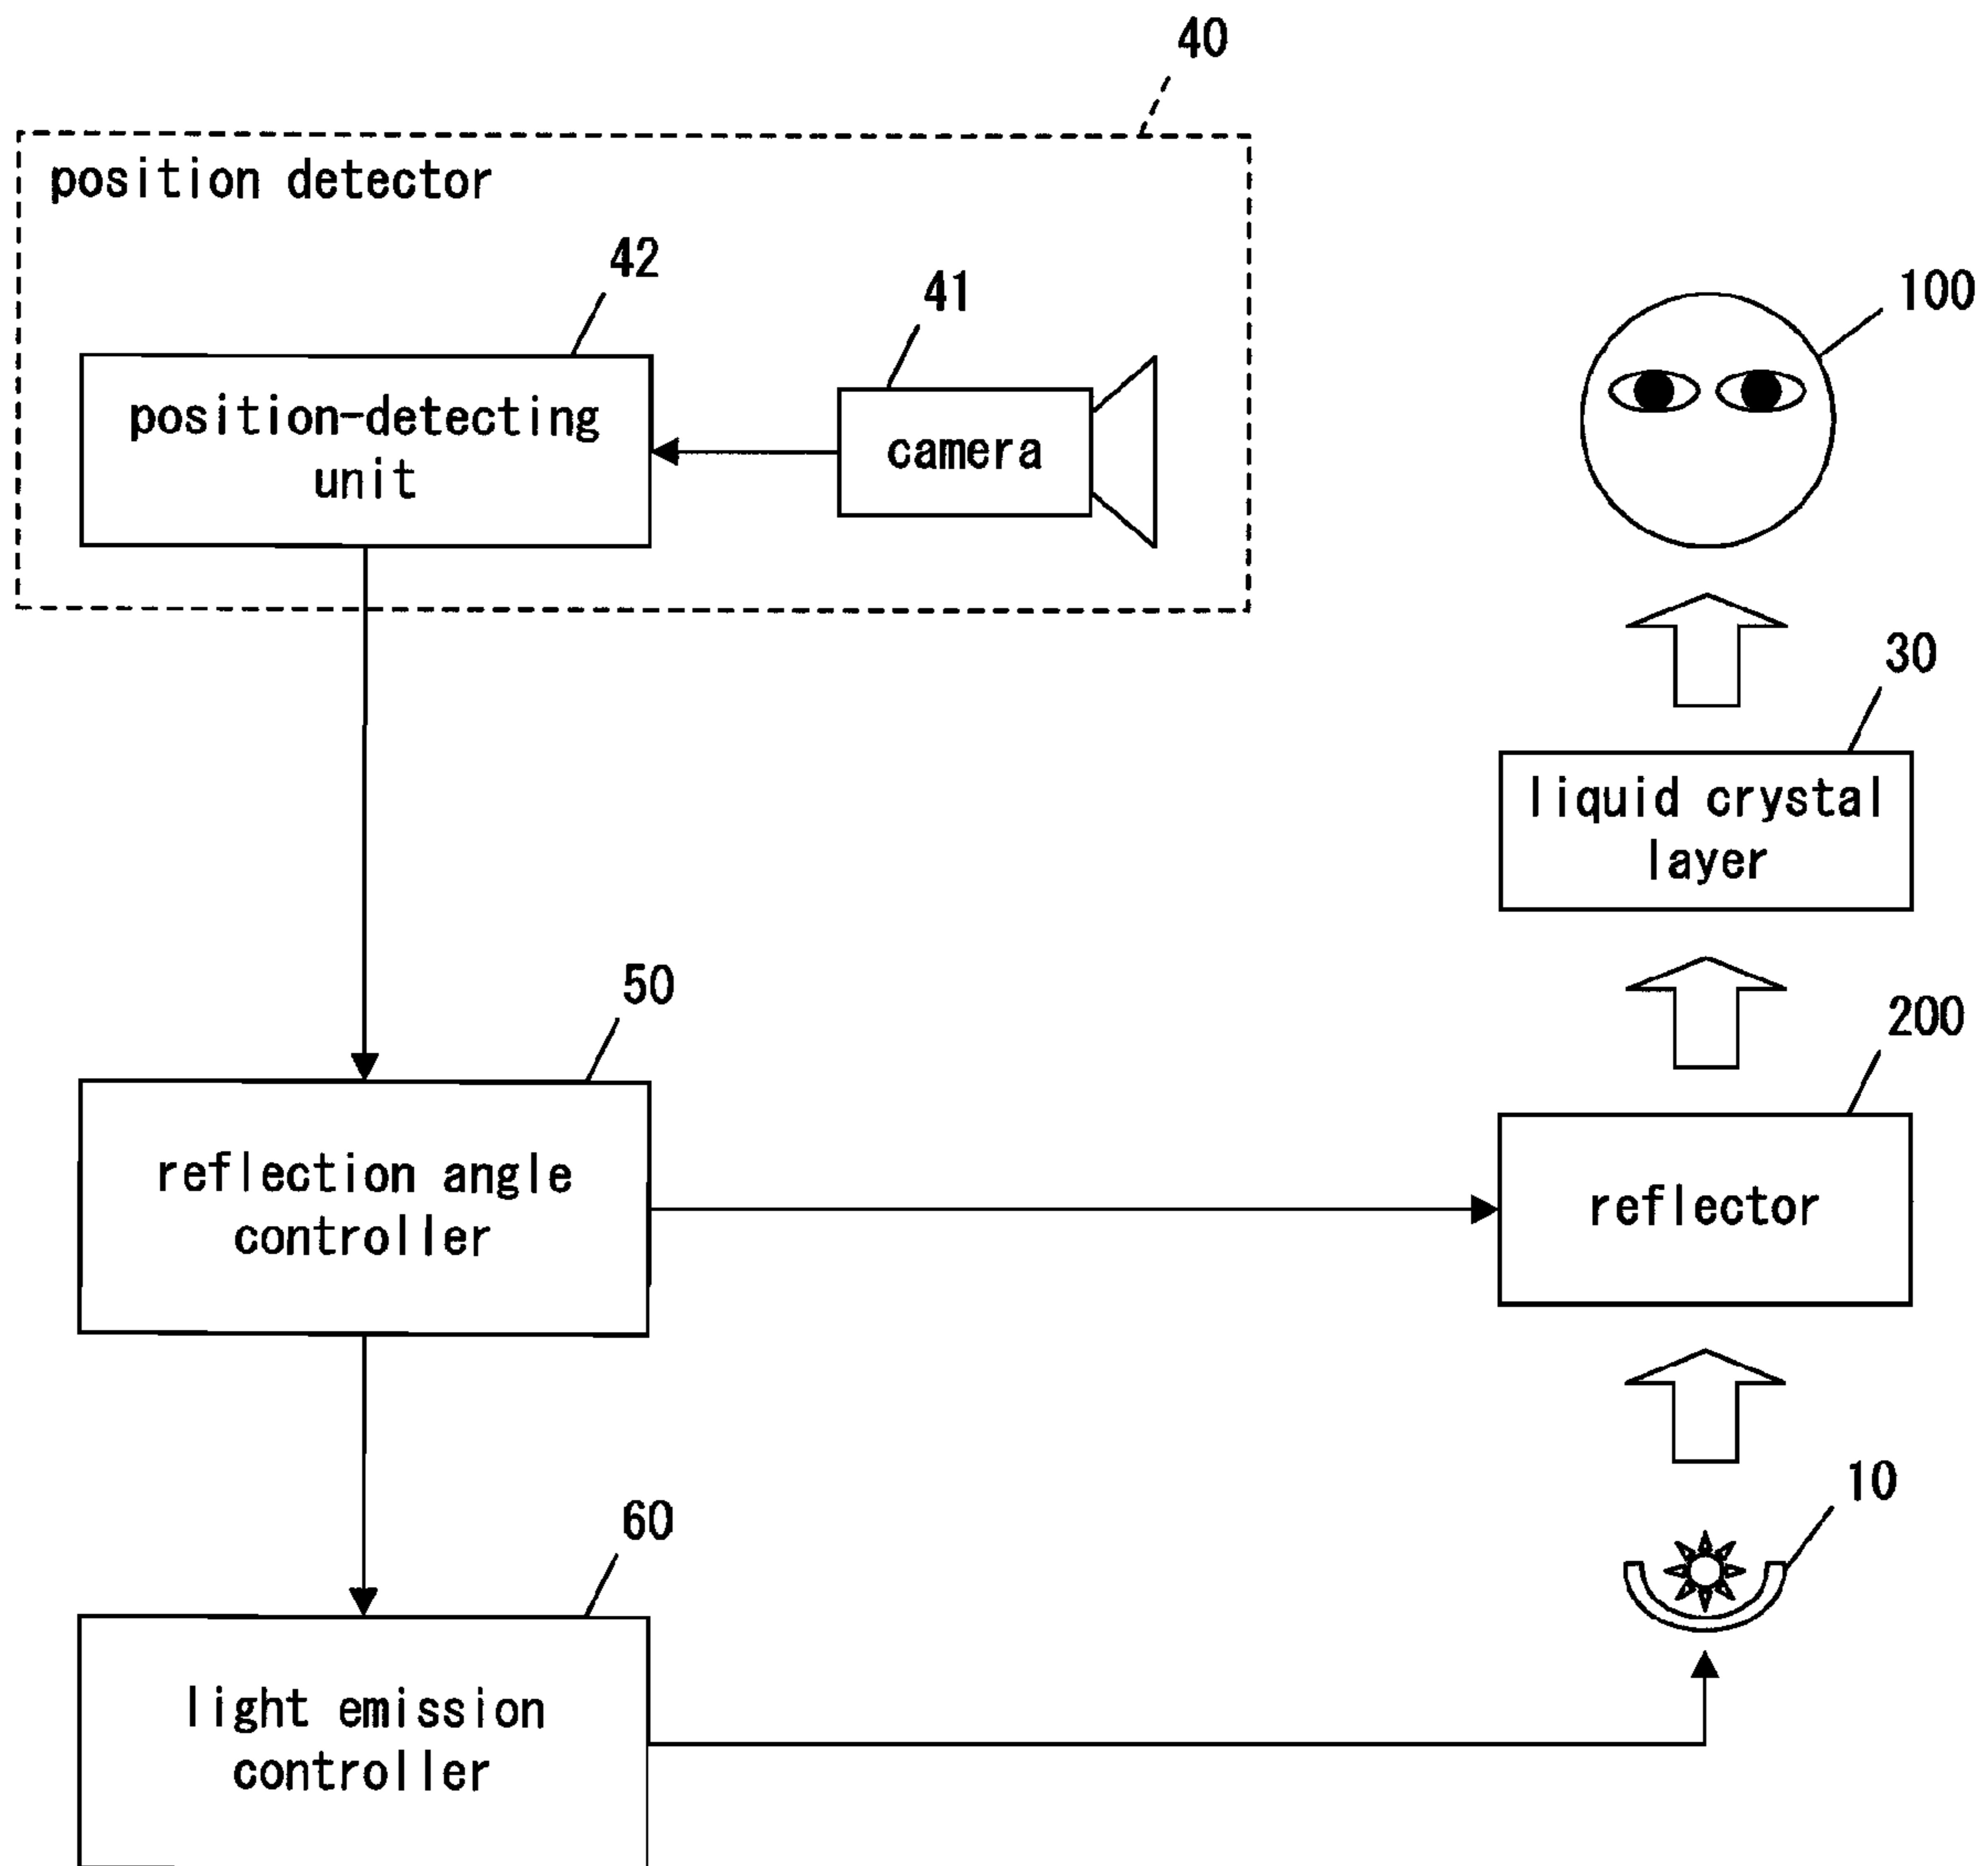 40
position detector
42
41
100
position-detecting
unit
camera
30
liquid crystal
layer
50
200
reflection angle
controller
reflector
10
60
light emission
controller